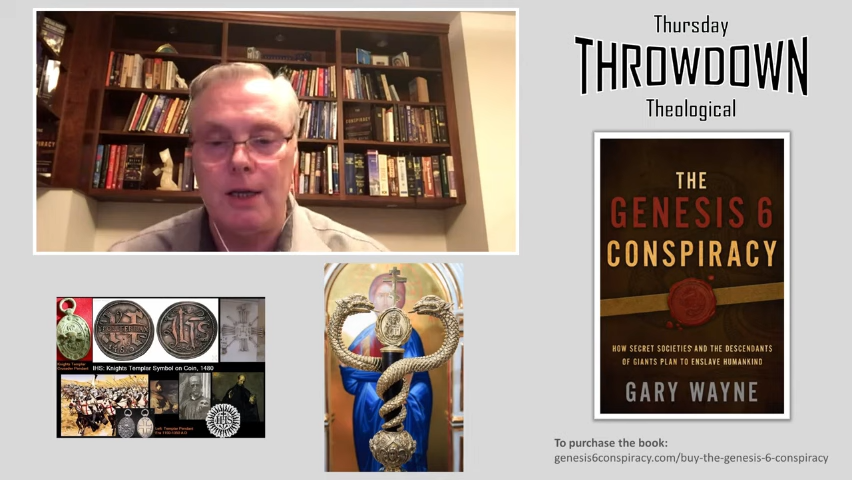 Thursday
THROWDOWN
Theological
THE
GENESIS 6
CONSPIRACY
HOW SECRET SOCIETIES AND THE DESCENDANTS
OF GIANTS PLAN TO ENSLAVE HUMANKIND
GARY WAYNE
To purchase the book:
genesis6conspiracy.com/buy-the-genesis-6-conspiracy
IHS: Knights Templar Symbol on Coin, 1480